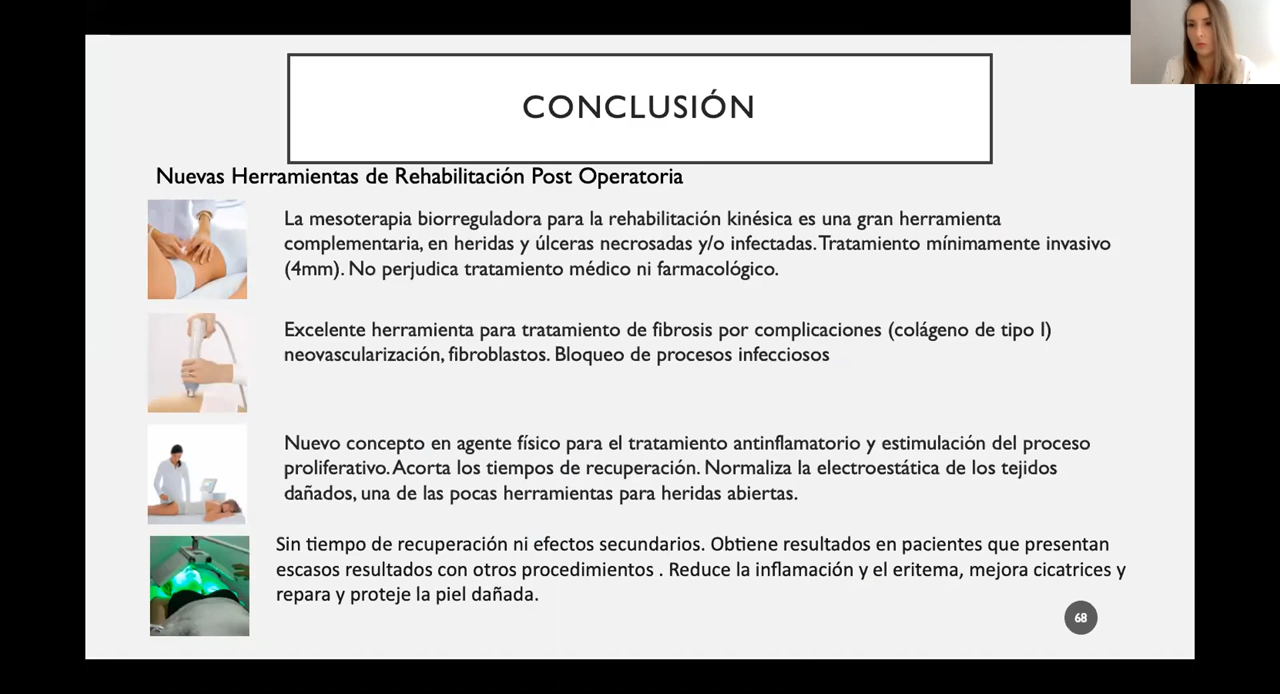 CONCLUSIÓN
Nuevas Herramientas de Rehabilitación Post Operatoria
La mesoterapia biorreguladora para la rehabilitación kinésica es una gran herramienta
complementaria, en heridas y úlceras necrosadas y/o infectadas. Tratamiento mínimamente invasivo
(4mm). No perjudica tratamiento médico ni farmacológico.
Excelente herramienta para tratamiento de fibrosis por complicaciones (colágeno de tipo I)
neovascularización, fibroblastos. Bloqueo de procesos infecciosos
Nuevo concepto en agente físico para el tratamiento antinflamatorio y estimulación del proceso
proliferativo. Acorta los tiempos de recuperación. Normaliza la electroestática de los tejidos
dañados, una de las pocas herramientas para heridas abiertas.
Sin tiempo de recuperación ni efectos secundarios. Obtiene resultados en pacientes que presentan
escasos resultados con otros procedimientos . Reduce la inflamación y el eritema, mejora cicatrices y
repara y proteje la piel dañada.
68